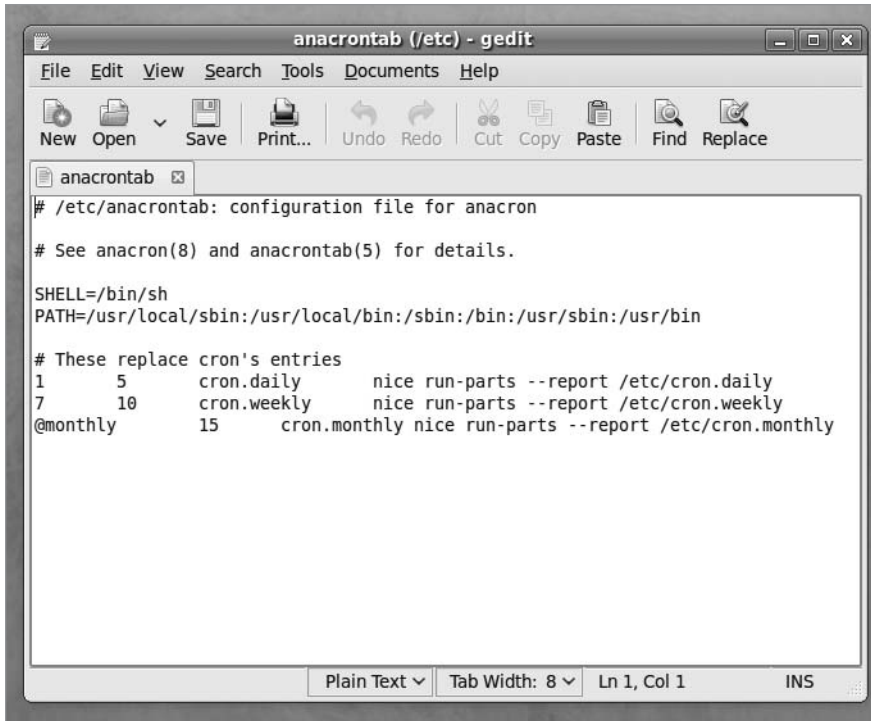 anacrontab (/etc) - gedit
File Edit View Search Tools Documents Help
New Open Save Print... Undo Redo Cut Copy Paste Find Replace
anacrontab
# /etc/anacrontab: configuration file for anacron
# See anacron(8) and anacrontab(5) for details.
SHELL=/bin/sh
PATH=/usr/local/sbin:/usr/local/bin:/sbin:/bin:/usr/sbin:/usr/bin
# These replace cron's entries
1 5 cron.daily nice run-parts --report /etc/cron.daily
7 10 cron.weekly nice run-parts --report /etc/cron.weekly
@monthly 15 cron.monthly nice run-parts --report /etc/cron.monthly
Plain Text Tab Width: 8 Ln 1, Col 1 INS